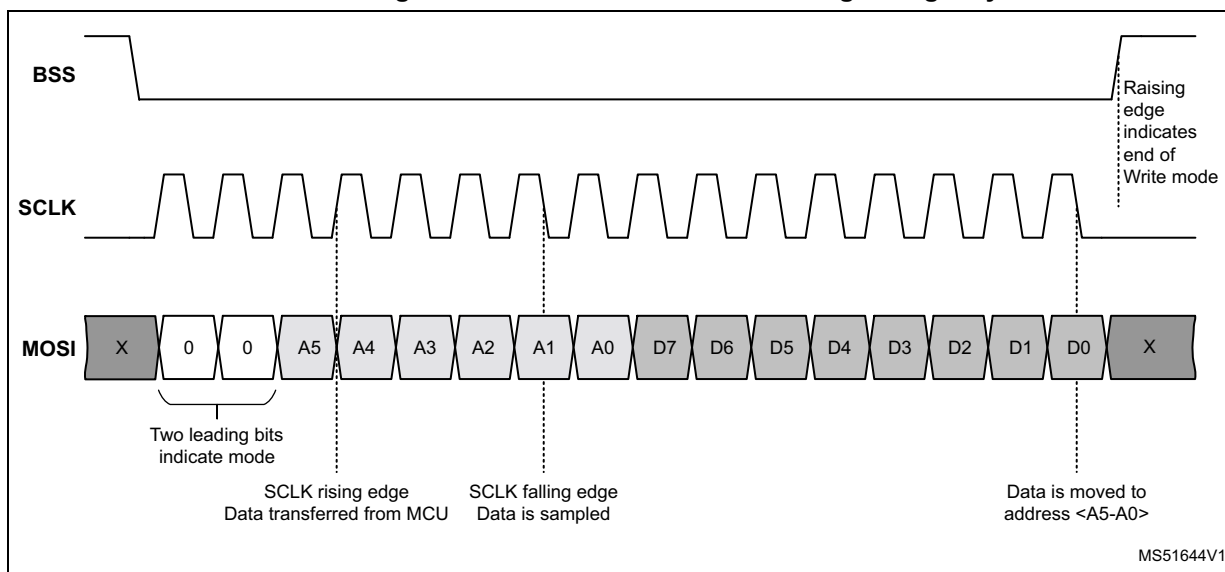 BSS
Raising
edge
indicates
end of
Write mode
SCLK
MOSI
X 0 0 A5 A4 A3 A2 A1 A0 D7 D6 D5 D4 D3 D2 D1 D0 X
Two leading bits
indicate mode
SCLK rising edge
Data transferred from MCU
SCLK falling edge
Data is sampled
Data is moved to
address <A5-A0>
MS51644V1